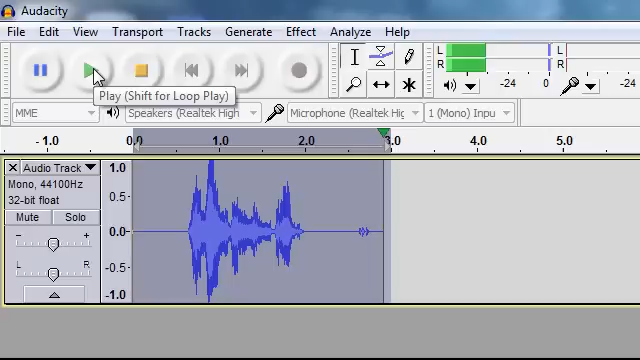 Audacity
File Edit View Transport Tracks Generate Effect Analyze Help
L
R -24 0 -24
Play (Shift for Loop Play)
MME Speakers (Realtek High Microphone (Realtek Hig 1 (Mono) Inpu
- 1.0 0.0 1.0 2.0 3.0 4.0 5.0
X Audio Track 1.0
Mono, 44100Hz
32-bit float 0.5
Mute Solo
- + 0.0
L R -0.5
-1.0